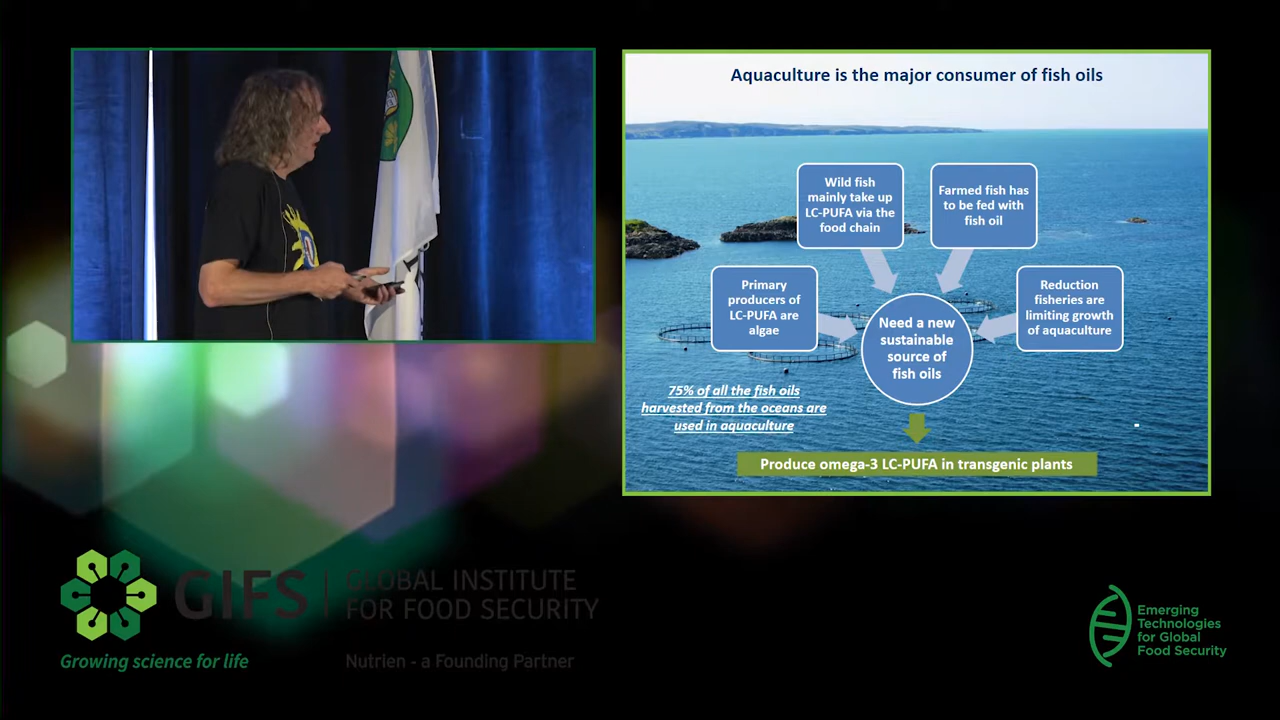 Aquaculture is the major consumer of fish oils
Wild fish
mainly take up
LC-PUFA via the
food chain
Farmed fish has
to be fed with
fish oil
Primary
producers of
LC-PUFA are
algae
Need a new
sustainable
source of
fish oils
Reduction
fisheries are
limiting growth
of aquaculture
75% of all the fish oils
harvested from the oceans are
used in aquaculture
Produce omega-3 LC-PUFA in transgenic plants
GIFS
GLOBAL INSTITUTE
FOR FOOD SECURITY
Growing science for life
Nutrien - a Founding Partner
Emerging
Technologies
for Global
Food Security